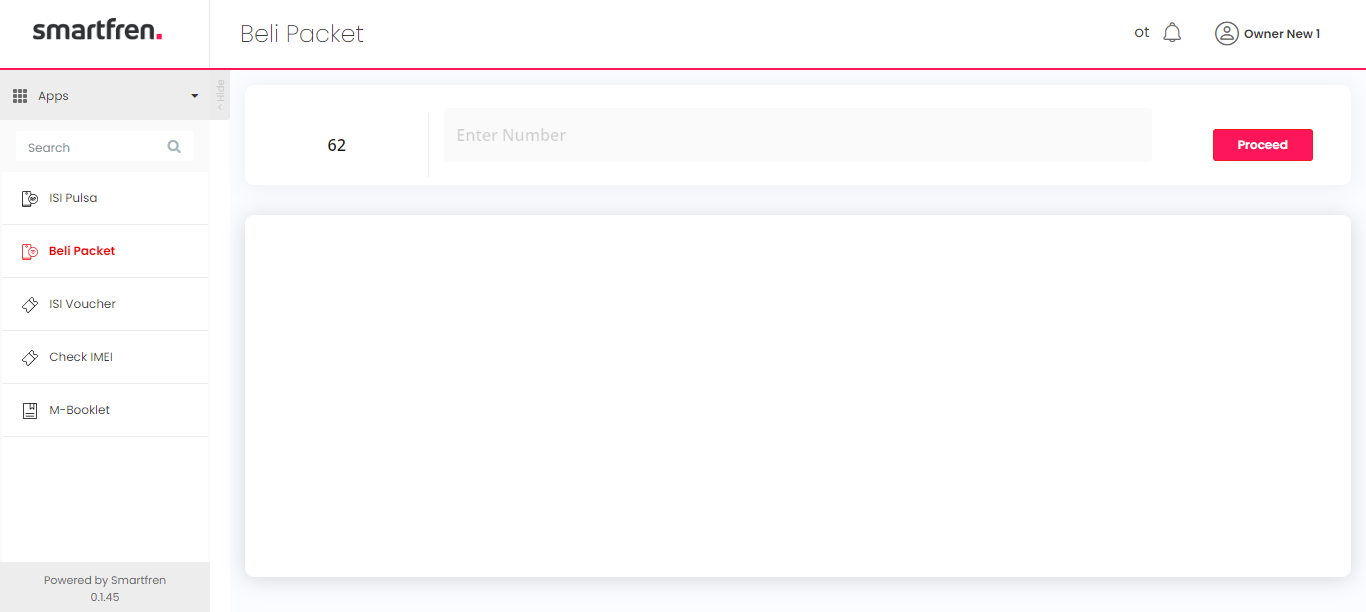 smartfren.
Beli Packet
ot
Owner New 1
Apps
< Hide
Search
62
Enter Number
Proceed
ISI Pulsa
Beli Packet
ISI Voucher
Check IMEI
M-Booklet
Powered by Smartfren
0.1.45